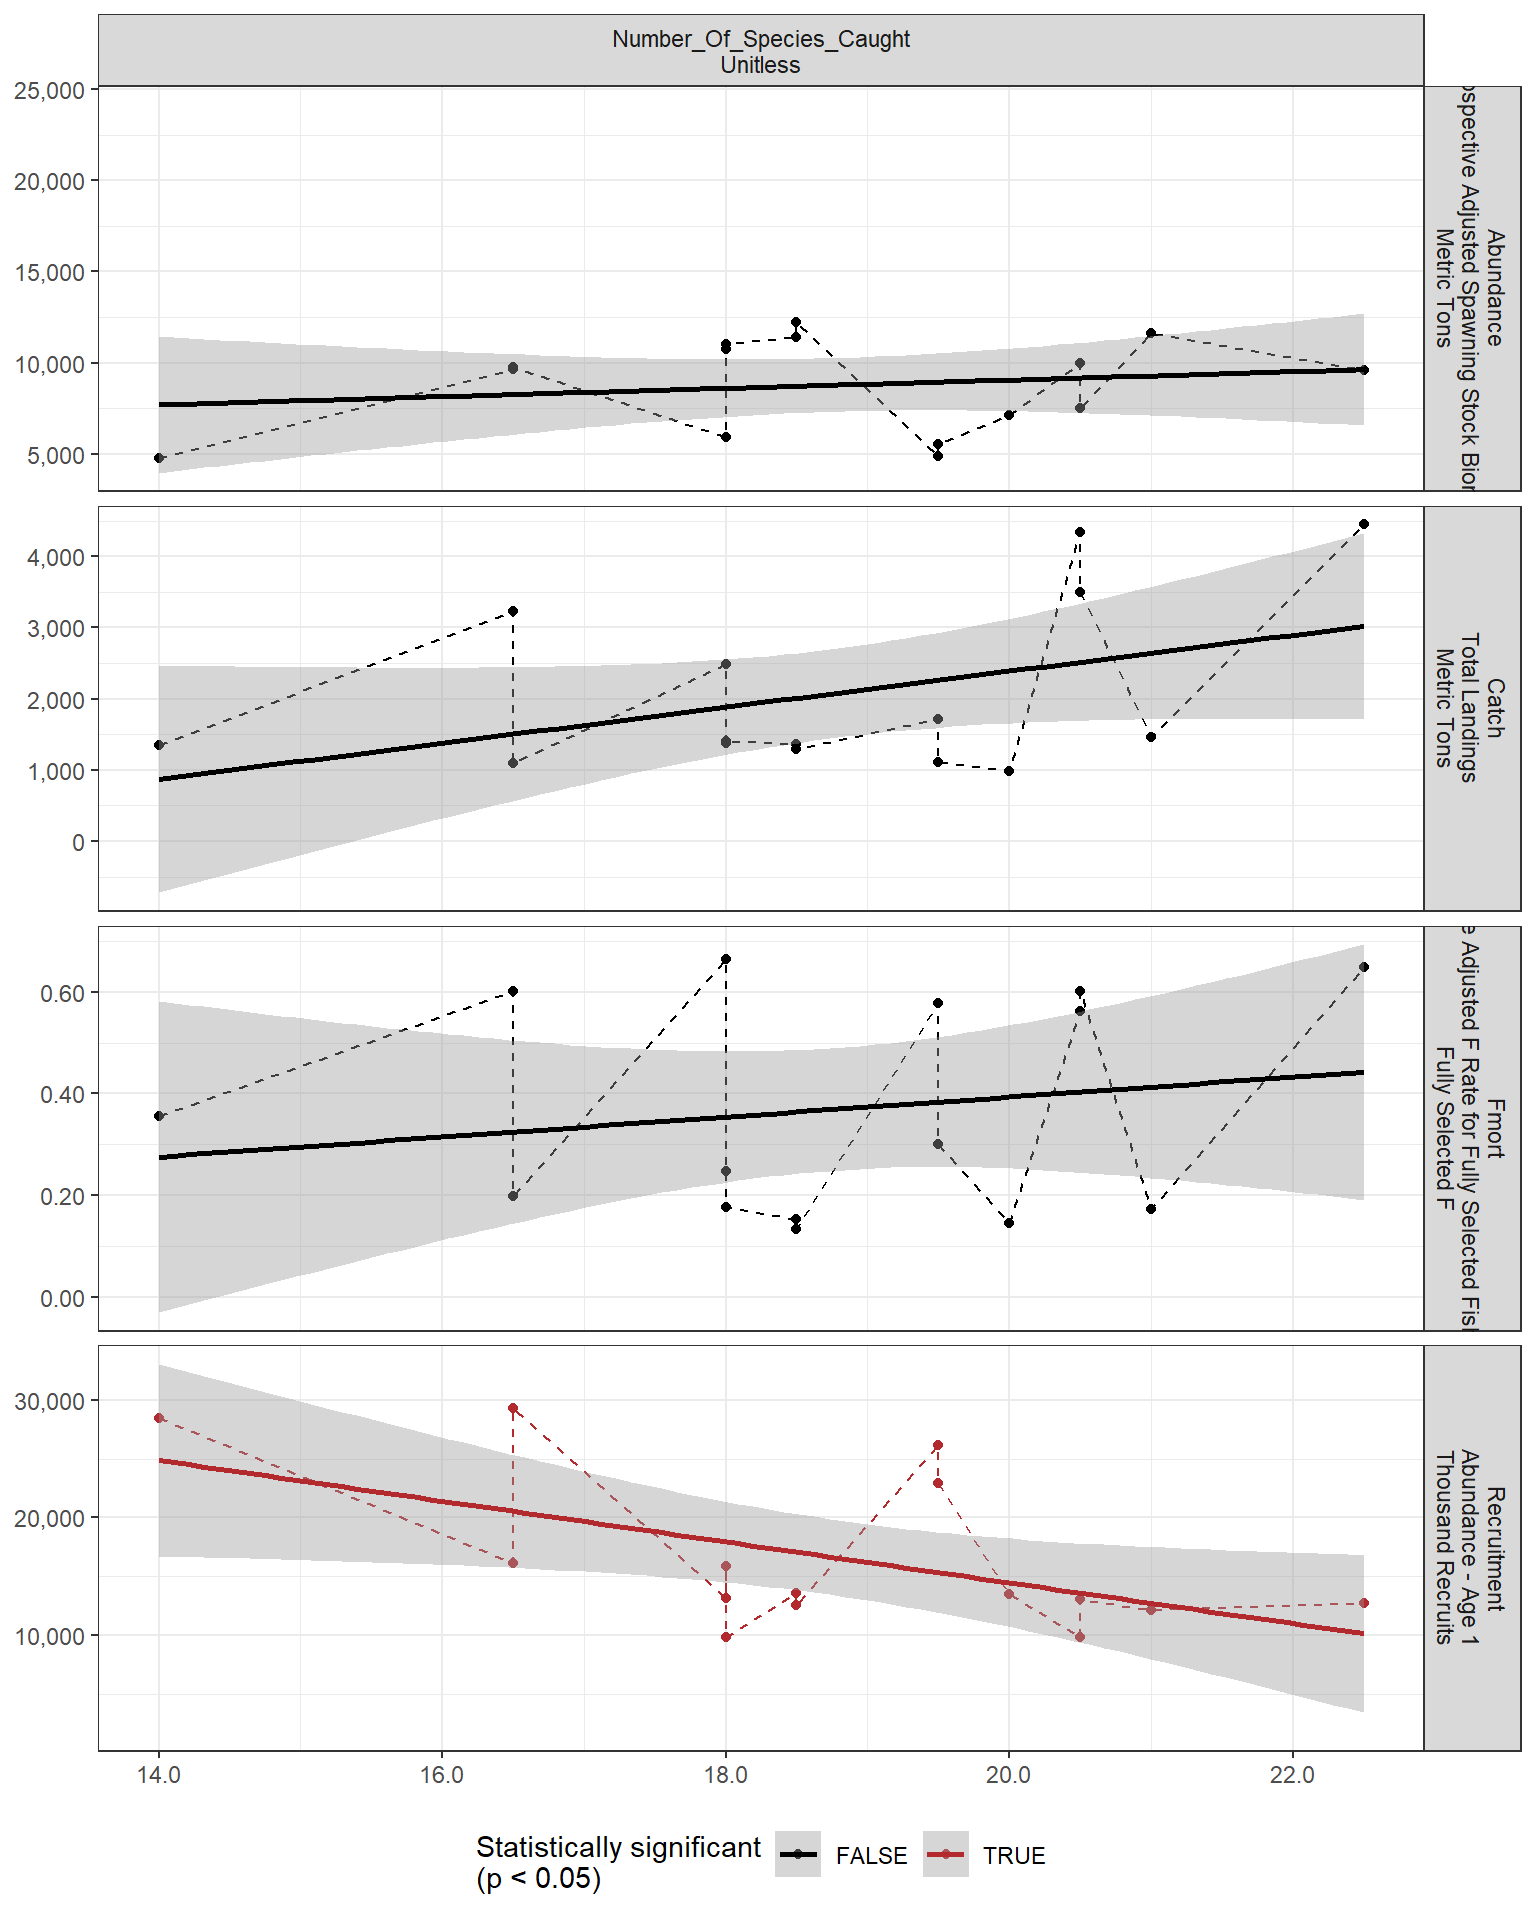 Number_Of_Species_Caught
Unitless
25,000
20,000
15,000
10,000
5,000
Abundance
ospective Adjusted Spawning Stock Bior
Metric Tons
4,000
3,000
2,000
1,000
0
Catch
Total Landings
Metric Tons
0.60
0.40
0.20
0.00
Fmort
e Adjusted F Rate for Fully Selected Fisl
Fully Selected F
30,000
20,000
10,000
Recruitment
Abundance - Age 1
Thousand Recruits
14.0 16.0 18.0 20.0 22.0
Statistically significant
(p < 0.05)
FALSE TRUE